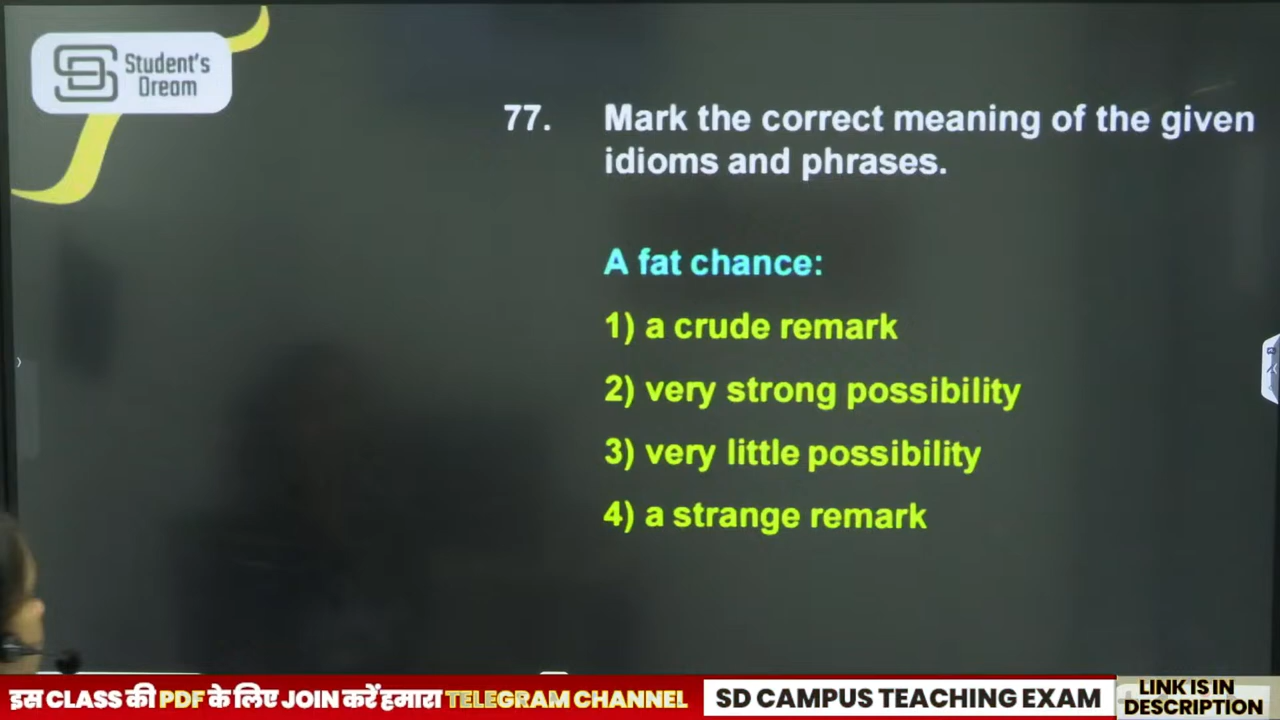 Student's
Dream
77. Mark the correct meaning of the given
idioms and phrases.
A fat chance:
1) a crude remark
2) very strong possibility
3) very little possibility
4) a strange remark
इस CLASS की PDF के लिए JOIN करें हमारा TELEGRAM CHANNEL
SD CAMPUS TEACHING EXAM
LINK IS IN
DESCRIPTION